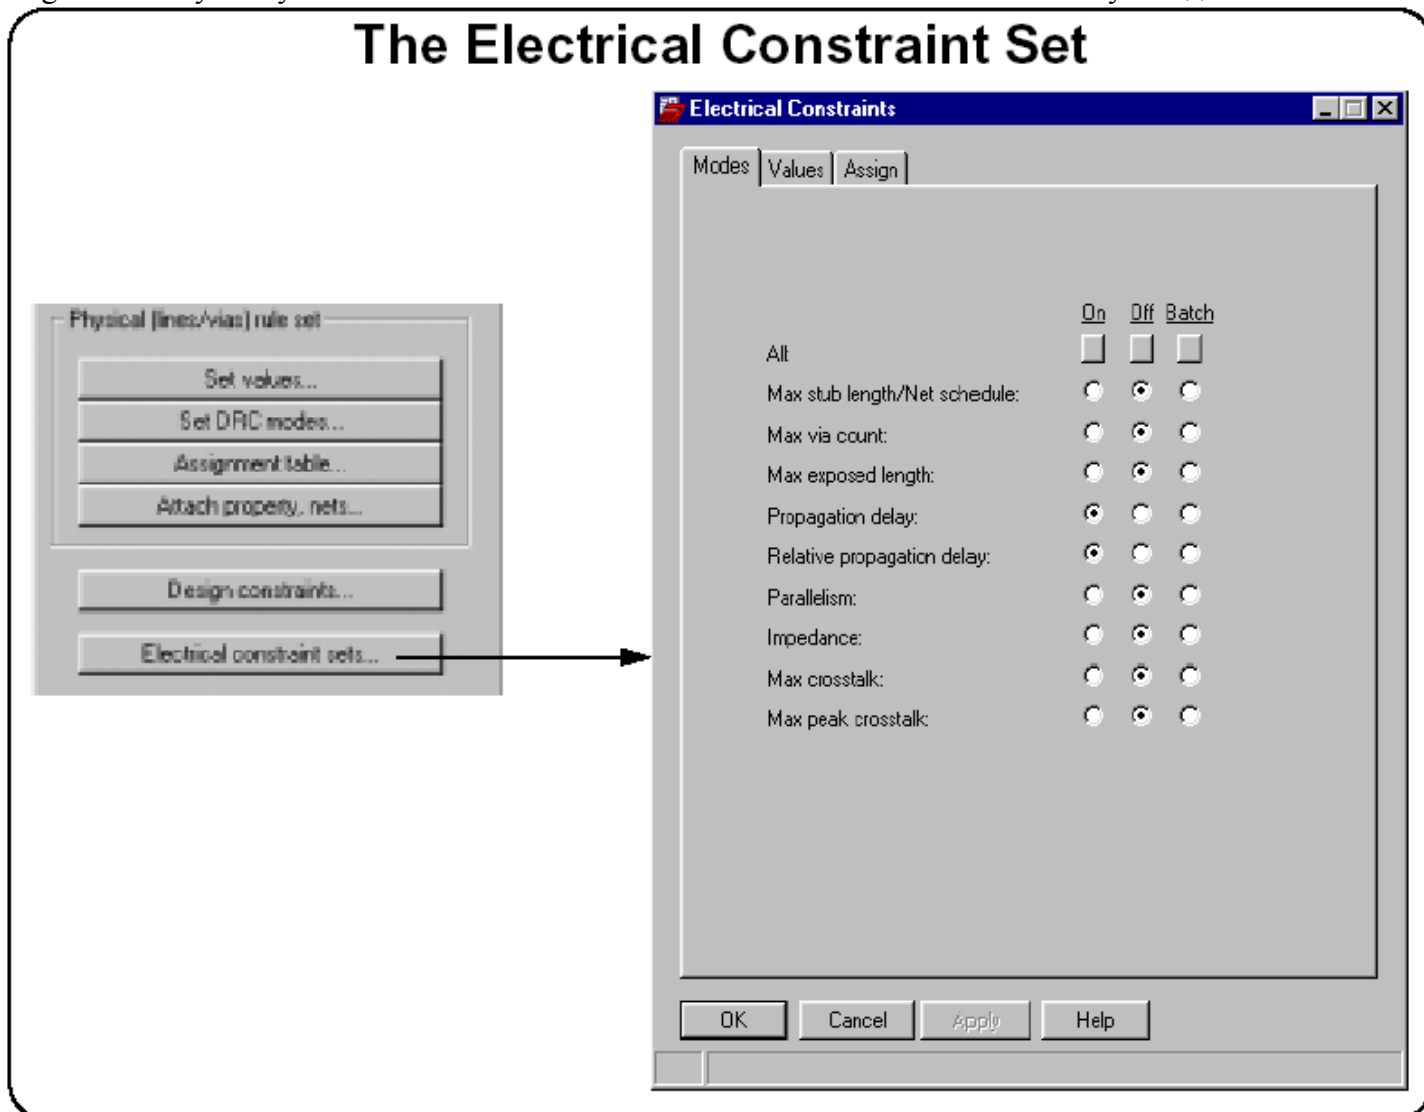 The Electrical Constraint Set
Electrical Constraints
Modes Values Assign
Physical (lines/vias) rule set
Set values...
Set DRC modes...
Assignment table...
Attach property, nets...
Design constraints...
Electrical constraint sets...
On Off Batch
All:
Max stub length/Net schedule:
Max via count:
Max exposed length:
Propagation delay:
Relative propagation delay:
Parallelism:
Impedance:
Max crosstalk:
Max peak crosstalk:
OK Cancel Apply Help